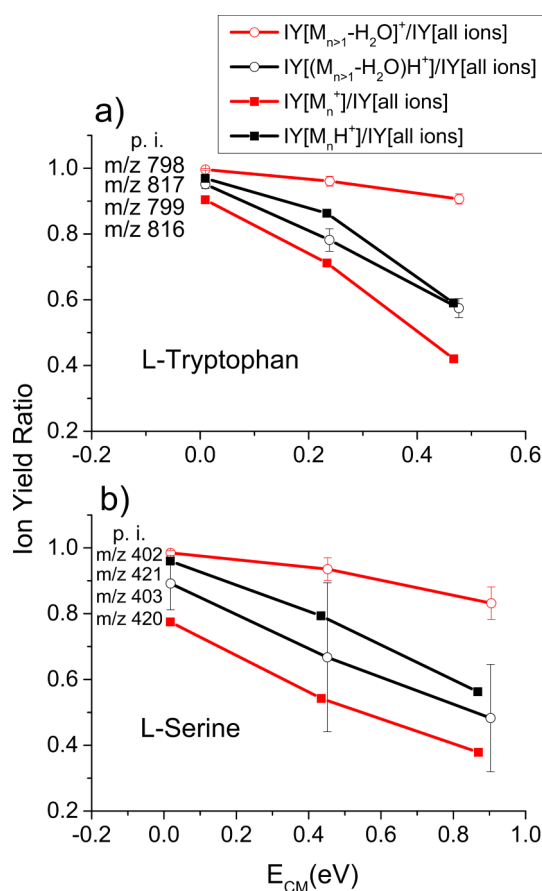 IY[Mₙ>₁-H₂O]⁺/IY[all ions]
IY[(Mₙ>₁-H₂O)H⁺]/IY[all ions]
IY[Mₙ⁺]/IY[all ions]
IY[MₙH⁺]/IY[all ions]
a)
p. i.
m/z 798
m/z 817
m/z 799
m/z 816
1.0
0.8
0.6
0.4
0.2
L-Tryptophan
-0.2 0.0 0.2 0.4 0.6
Ion Yield Ratio
b)
p. i.
m/z 402
m/z 421
m/z 403
m/z 420
1.0
0.8
0.6
0.4
0.2
L-Serine
-0.2 0.0 0.2 0.4 0.6 0.8 1.0
E_CM(eV)